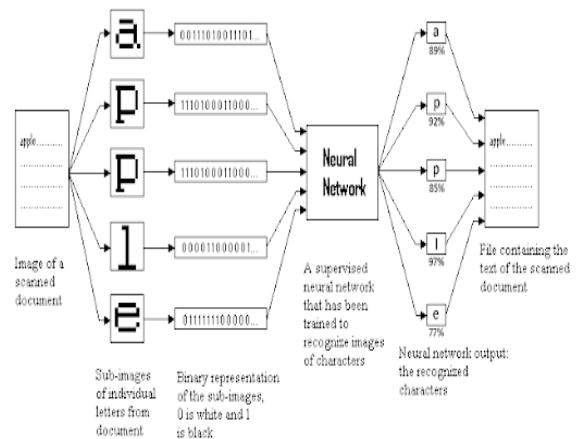 a
p
p
l
e
00111010011101...
1110100011000...
1110100011000...
000011000001...
01111111100000...
apple..........
Neural
Network
a
89%
p
92%
p
85%
l
97%
e
77%
apple..........
Image of a
scanned
document
Sub-images
of individual
letters from
document
Binary representation
of the sub-images,
0 is white and 1
is black
A supervised
neural network
that has been
trained to
recognize images
of characters
Neural network output:
the recognized
characters
File containing the
text of the scanned
document